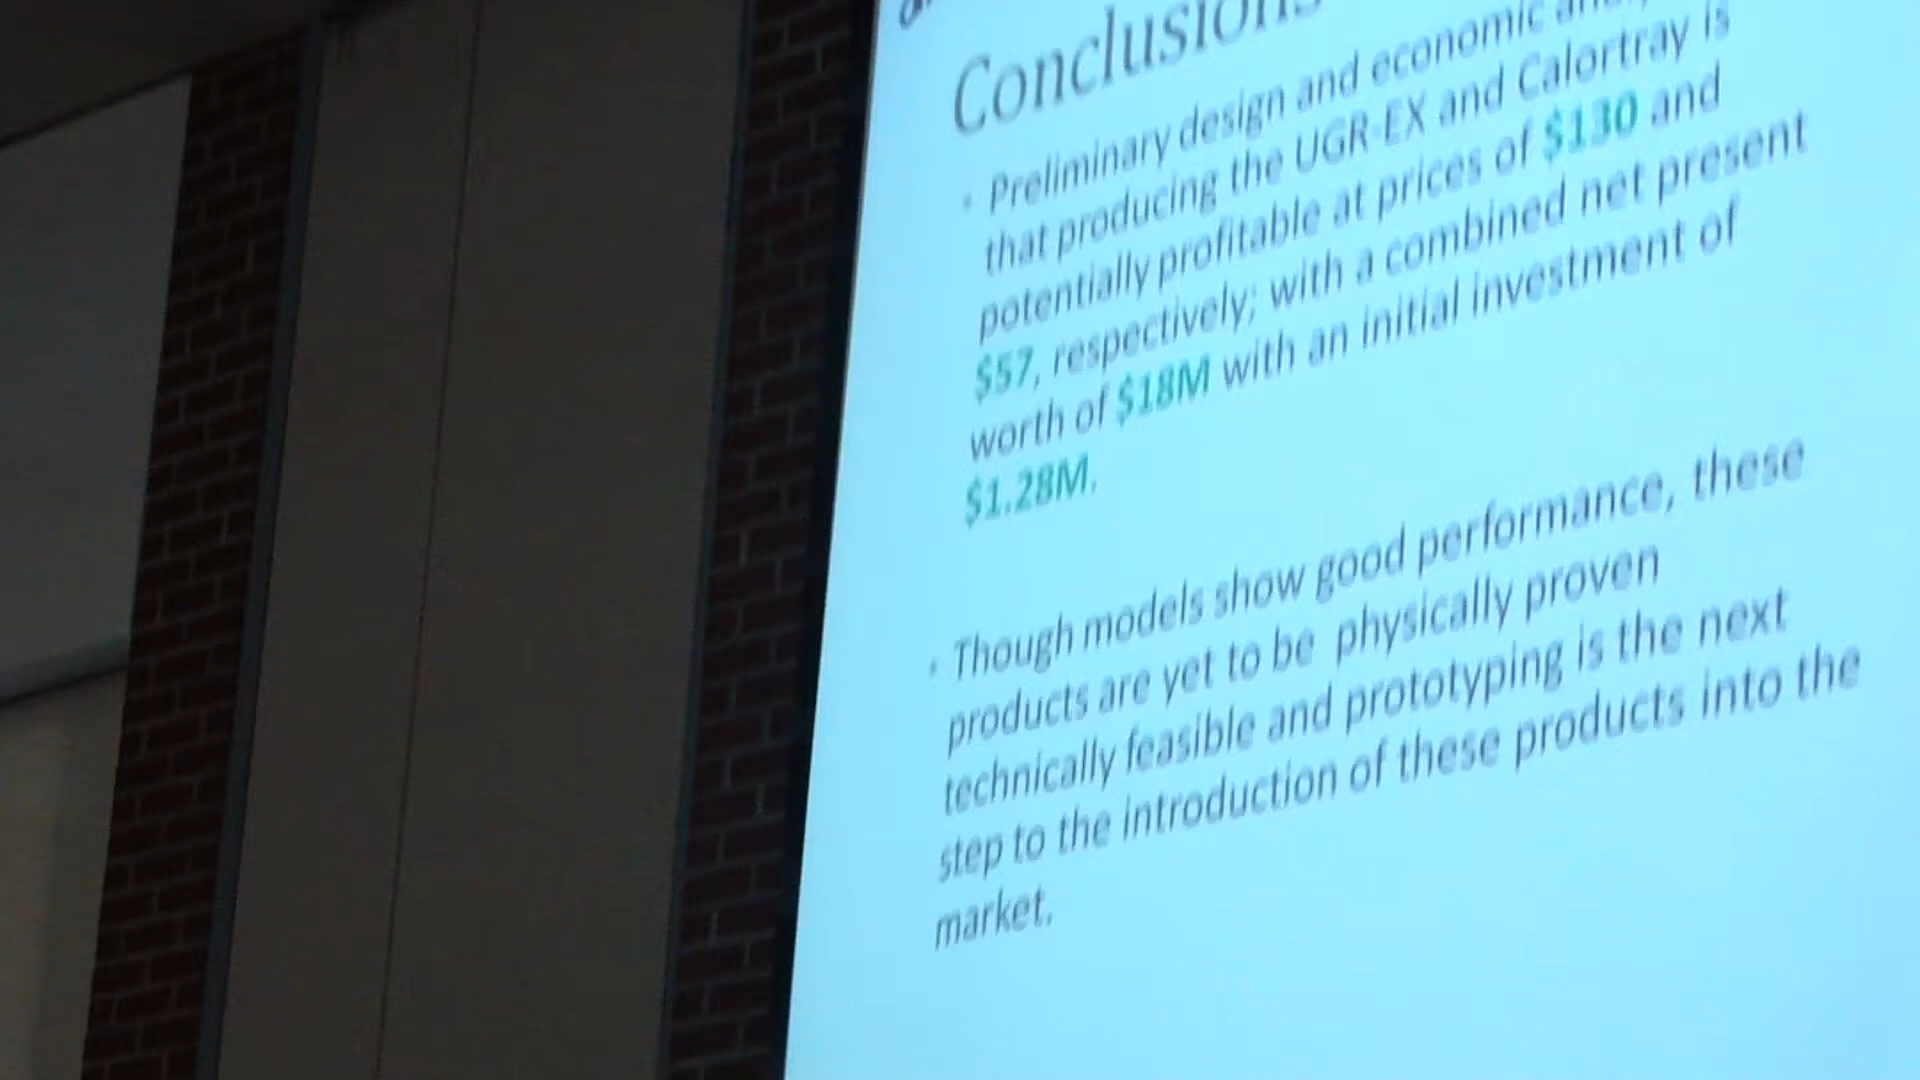 Conclusions
• Preliminary design and economic
that producing the UGR-EX and Calortray is
potentially profitable at prices of $130 and
$57, respectively; with a combined net present
worth of $18M with an initial investment of
$1.28M.
• Though models show good performance, these
products are yet to be physically proven
technically feasible and prototyping is the next
step to the introduction of these products into the
market.